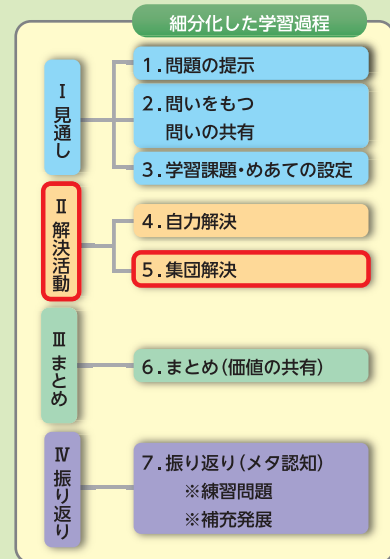 細分化した学習過程
Ⅰ 見通し
1.問題の提示
2.問いをもつ
問いの共有
3.学習課題・めあての設定
Ⅱ 解決活動
4.自力解決
5.集団解決
Ⅲ まとめ
6.まとめ(価値の共有)
Ⅳ 振り返り
7.振り返り(メタ認知)
※練習問題
※補充発展